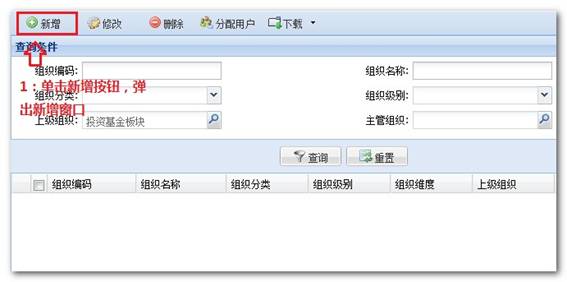 新增 修改 删除 分配用户 下载
查询条件
组织编码: 组织名称:
1：单击新增按钮，弹
组织分类: 组织级别:
出新增窗口
上级组织: 投资基金板块 主管组织:
查询 重置
组织编码 组织名称 组织分类 组织级别 组织维度 上级组织